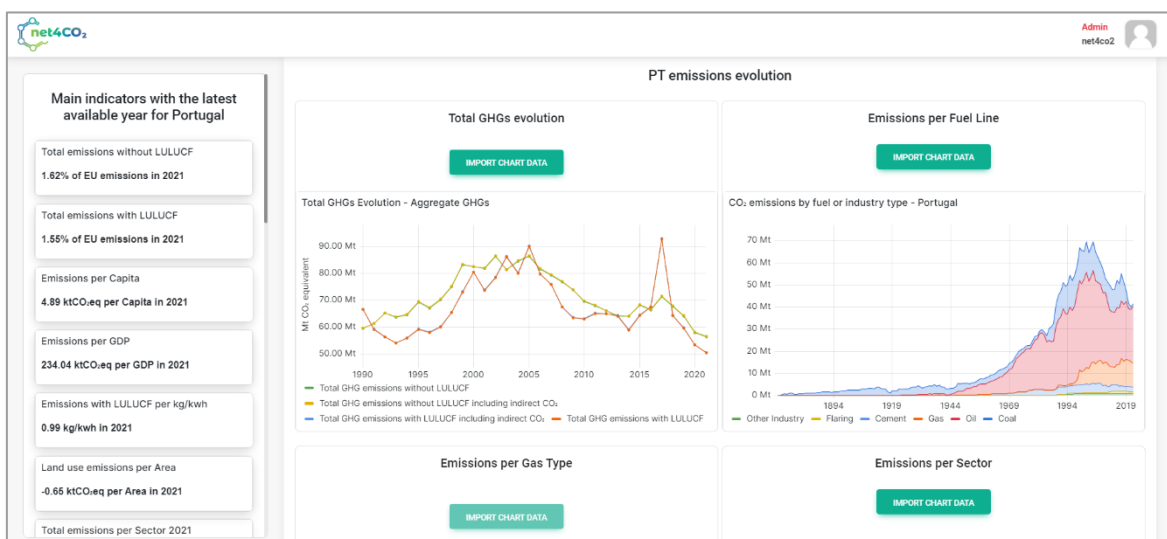 net4CO₂
Admin
net4co2
Main indicators with the latest
available year for Portugal
Total emissions without LULUCF
1.62% of EU emissions in 2021
Total emissions with LULUCF
1.55% of EU emissions in 2021
Emissions per Capita
4.89 ktCO₂eq per Capita in 2021
Emissions per GDP
234.04 ktCO₂eq per GDP in 2021
Emissions with LULUCF per kg/kwh
0.99 kg/kwh in 2021
Land use emissions per Area
-0.65 ktCO₂eq per Area in 2021
Total emissions per Sector 2021
PT emissions evolution
Total GHGs evolution
IMPORT CHART DATA
Total GHGs Evolution - Aggregate GHGs
Mt CO₂ equivalent
90.00 Mt
80.00 Mt
70.00 Mt
60.00 Mt
50.00 Mt
1990 1995 2000 2005 2010 2015 2020
Total GHG emissions without LULUCF
Total GHG emissions without LULUCF including indirect CO₂
Total GHG emissions with LULUCF including indirect CO₂ Total GHG emissions with LULUCF
Emissions per Fuel Line
IMPORT CHART DATA
CO₂ emissions by fuel or industry type - Portugal
70 Mt
60 Mt
50 Mt
40 Mt
30 Mt
20 Mt
10 Mt
0 Mt
1894 1919 1944 1969 1994 2019
Other Industry Flaring Cement Gas Oil Coal
Emissions per Gas Type
IMPORT CHART DATA
Emissions per Sector
IMPORT CHART DATA